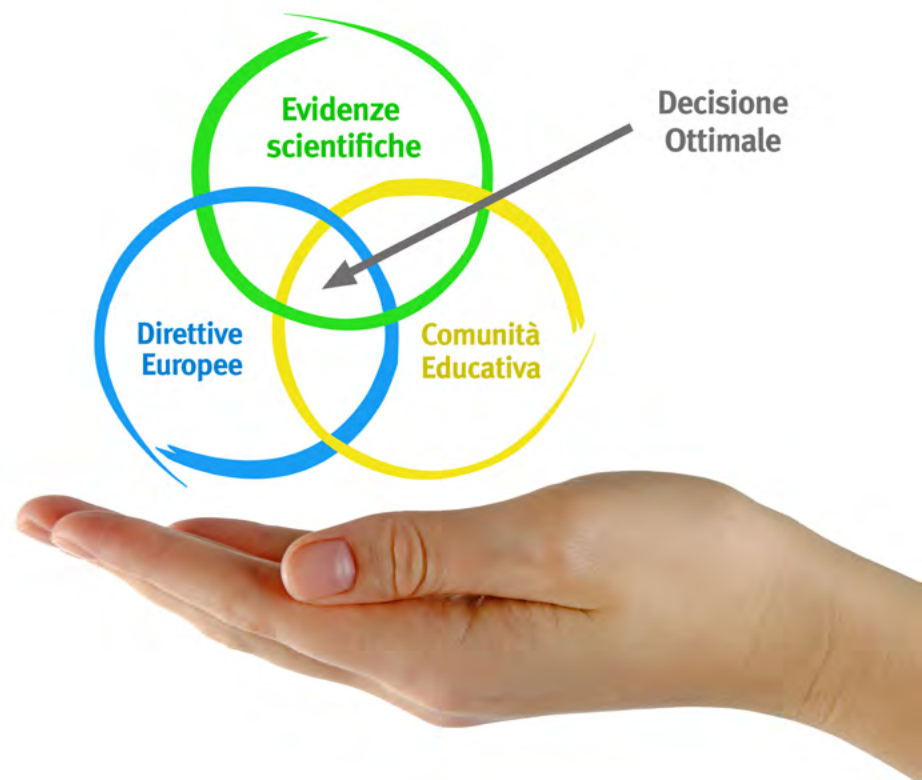 Evidenze
scientifiche
Decisione
Ottimale
Direttive
Europee
Comunità
Educativa